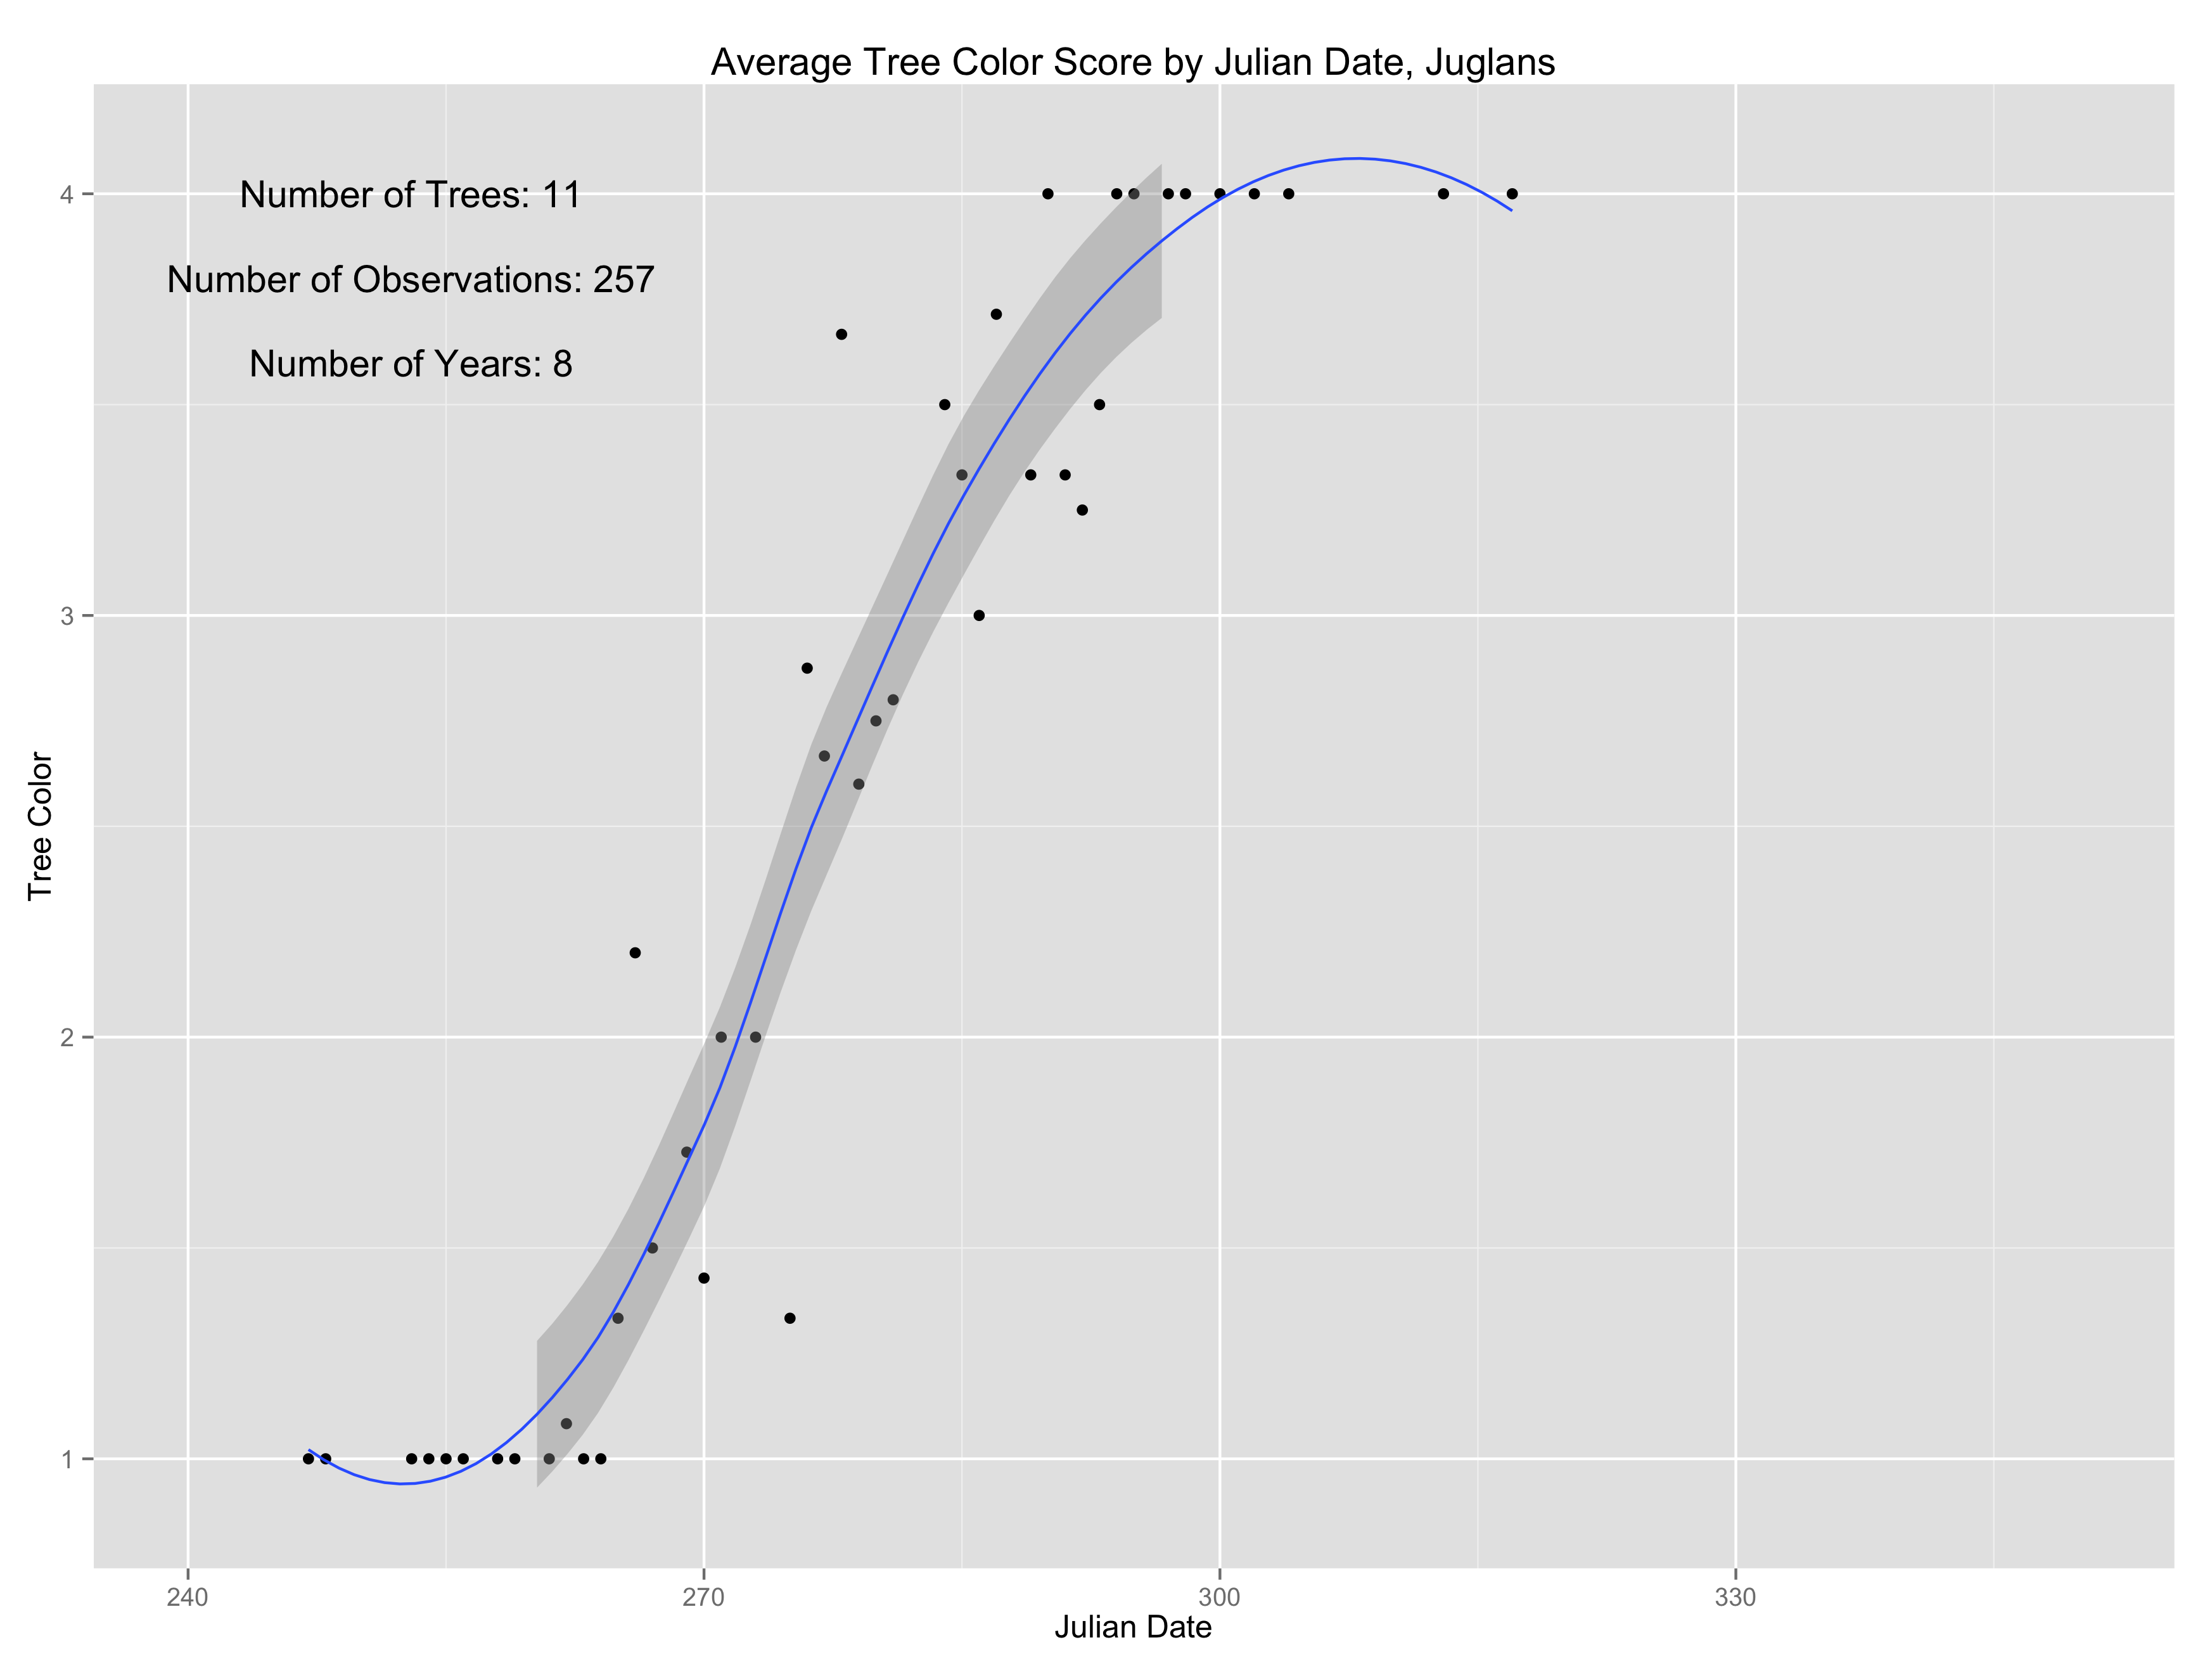 Average Tree Color Score by Julian Date, Juglans
Number of Trees: 11
Number of Observations: 257
Number of Years: 8
4
3
2
1
Tree Color
240 270 300 330
Julian Date